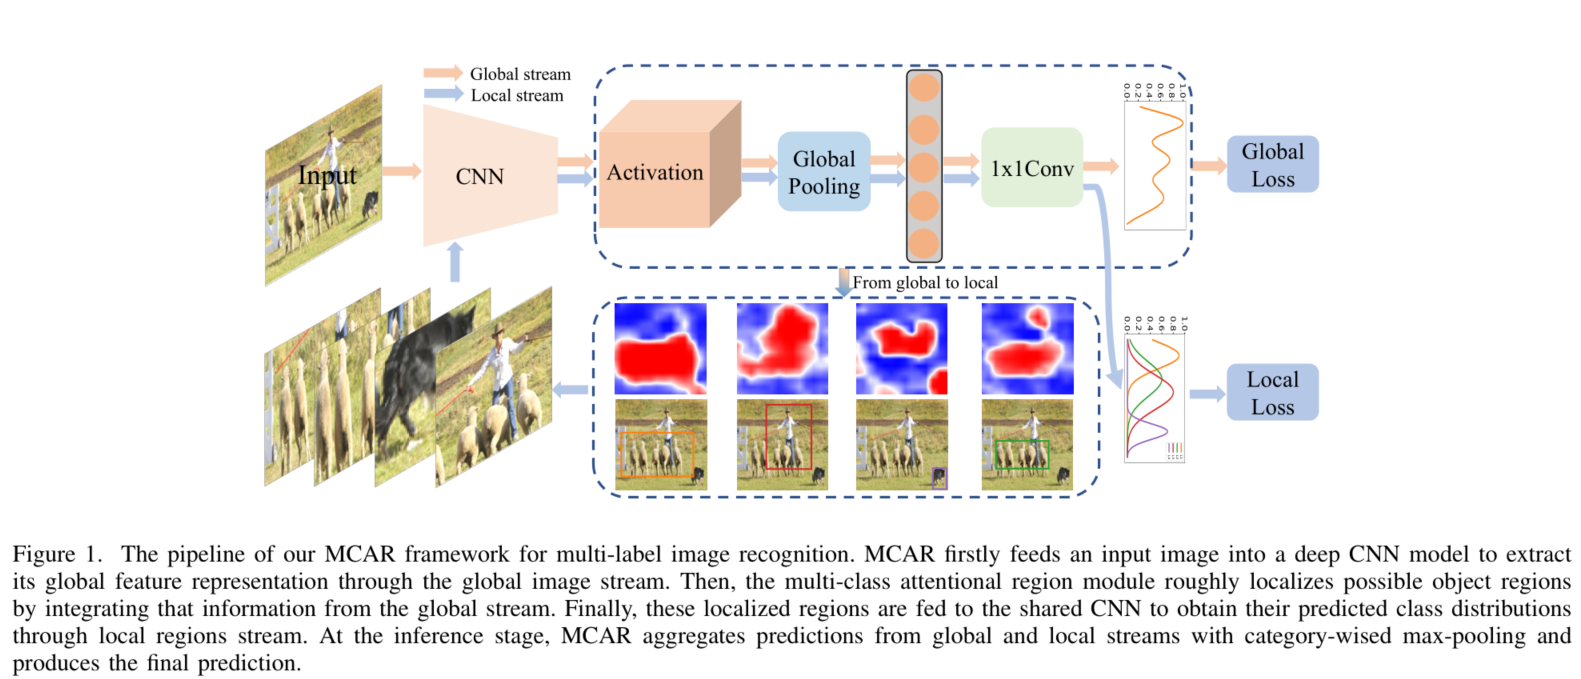 Global stream
Local stream
Input
CNN
Activation
Global
Pooling
1x1Conv
0.0
0.2
0.4
0.6
0.8
1.0
Global
Loss
From global to local
0.0
0.2
0.4
0.6
0.8
1.0
Local
Loss
Figure 1. The pipeline of our MCAR framework for multi-label image recognition. MCAR firstly feeds an input image into a deep CNN model to extract
its global feature representation through the global image stream. Then, the multi-class attentional region module roughly localizes possible object regions
by integrating that information from the global stream. Finally, these localized regions are fed to the shared CNN to obtain their predicted class distributions
through local regions stream. At the inference stage, MCAR aggregates predictions from global and local streams with category-wised max-pooling and
produces the final prediction.